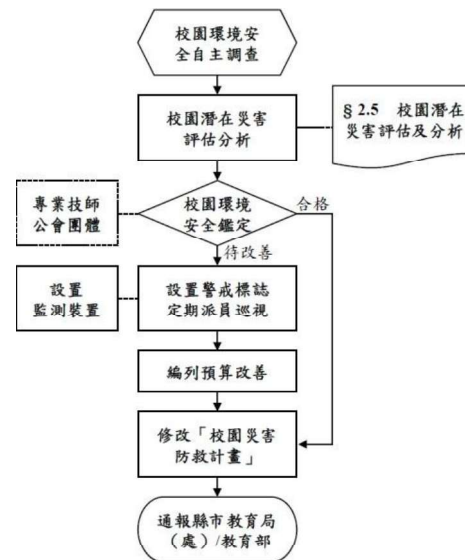 校園環境安
全自主調查
校園潛在災害
評估分析
§ 2.5 校園潛在
災害評估及分析
專業技師
公會團體
校園環境
安全鑑定
合格
待改善
設置
監測裝置
設置警戒標誌
定期派員巡視
編列預算改善
修改「校園災害
防救計畫」
通報縣市教育局
（處）/教育部